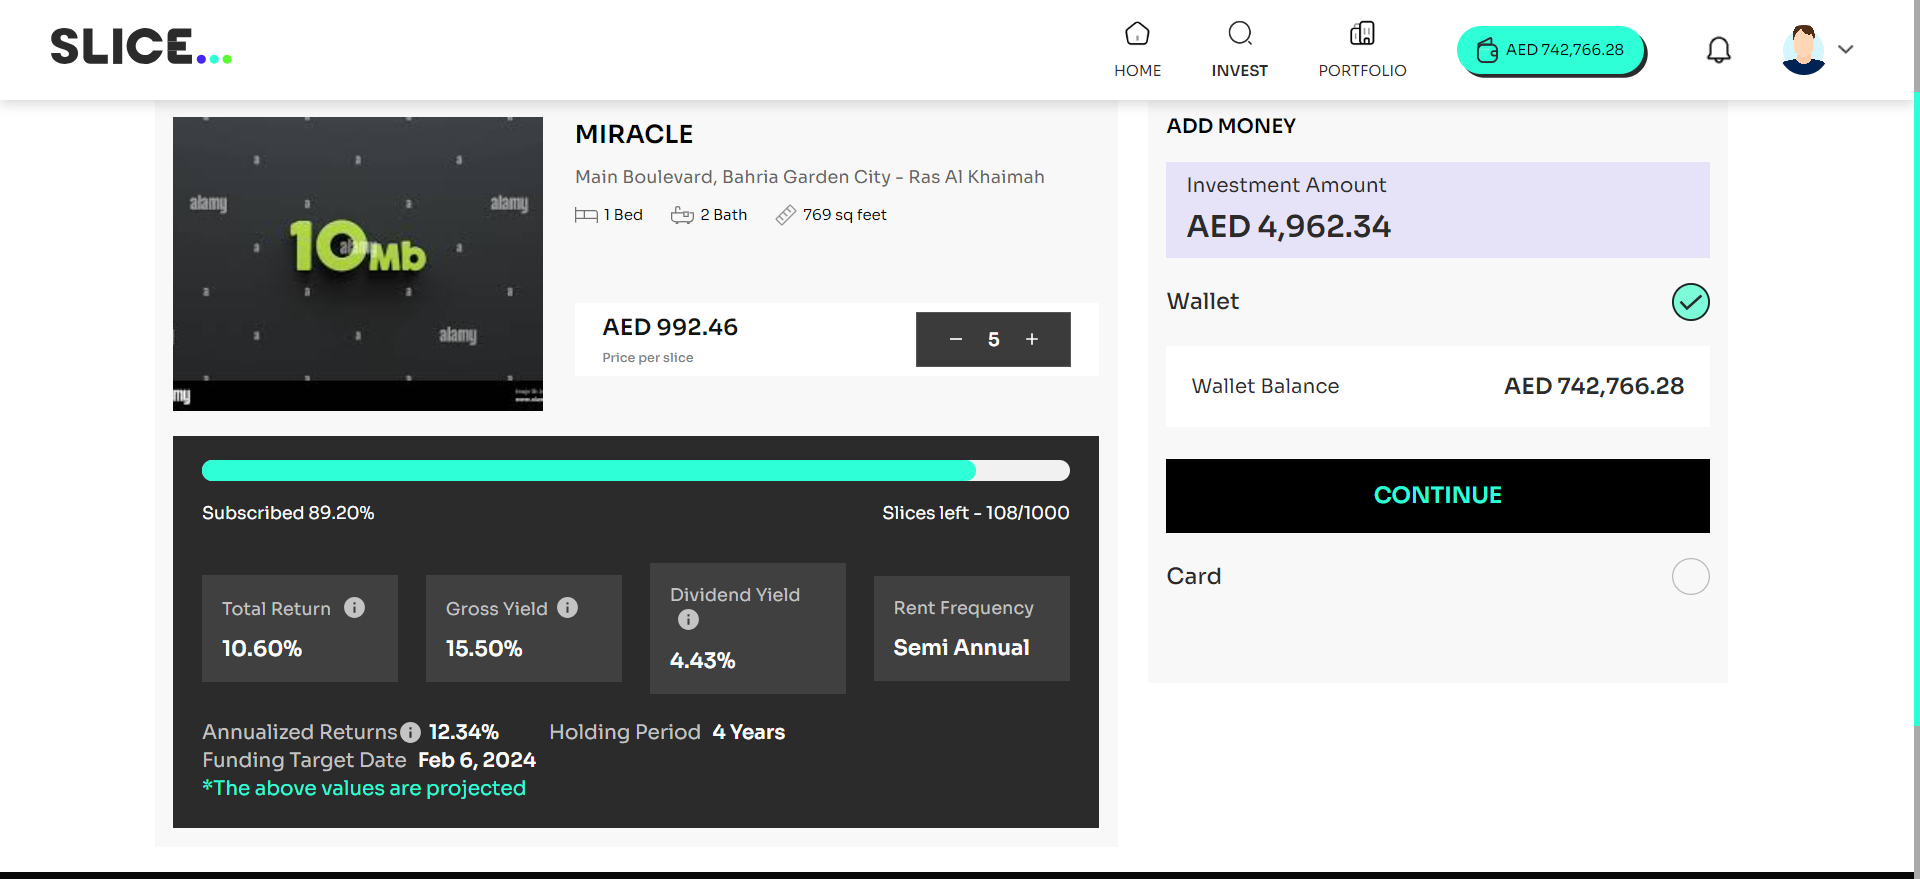 SLICE...
HOME
INVEST
PORTFOLIO
AED 742,766.28
alamy
alamy
10Mb
alamy
MIRACLE
Main Boulevard, Bahria Garden City - Ras Al Khaimah
1 Bed
2 Bath
769 sq feet
AED 992.46
Price per slice
− 5 +
Subscribed 89.20%
Slices left - 108/1000
Total Return
10.60%
Gross Yield
15.50%
Dividend Yield
4.43%
Rent Frequency
Semi Annual
Annualized Returns 12.34%
Holding Period 4 Years
Funding Target Date Feb 6, 2024
*The above values are projected
ADD MONEY
Investment Amount
AED 4,962.34
Wallet
Wallet Balance
AED 742,766.28
CONTINUE
Card